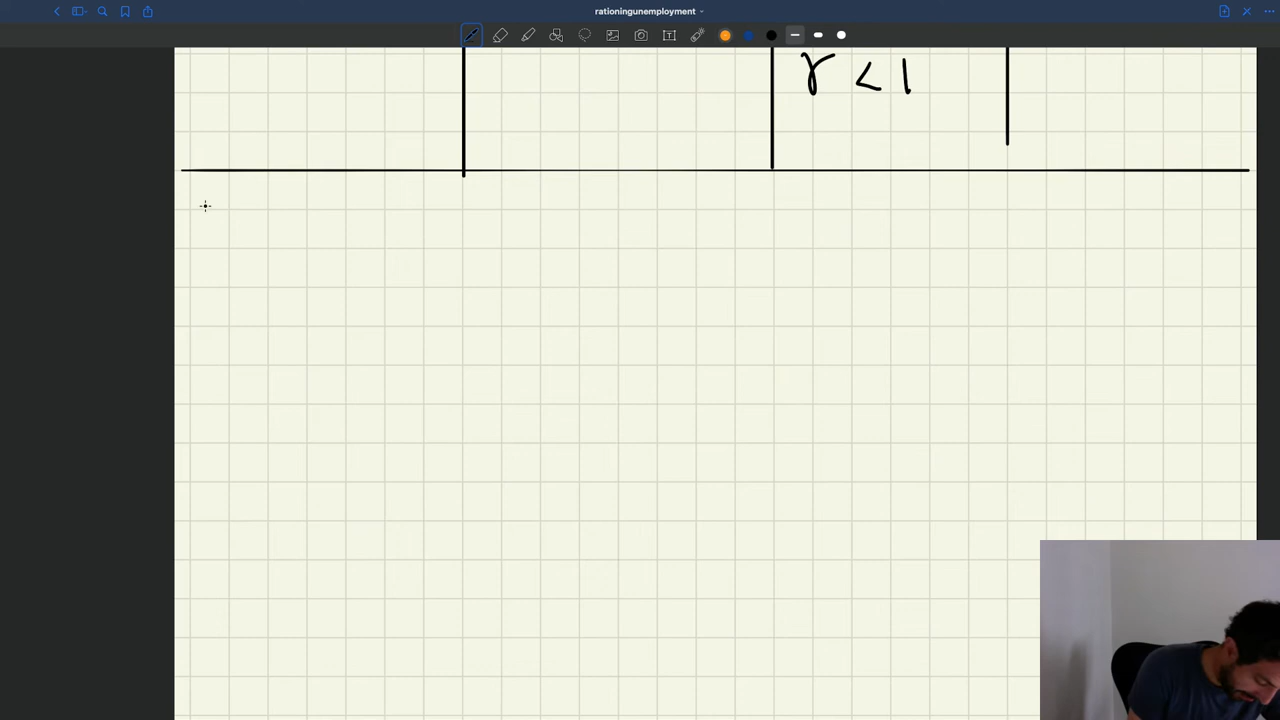 rationingunemployment
γ < 1